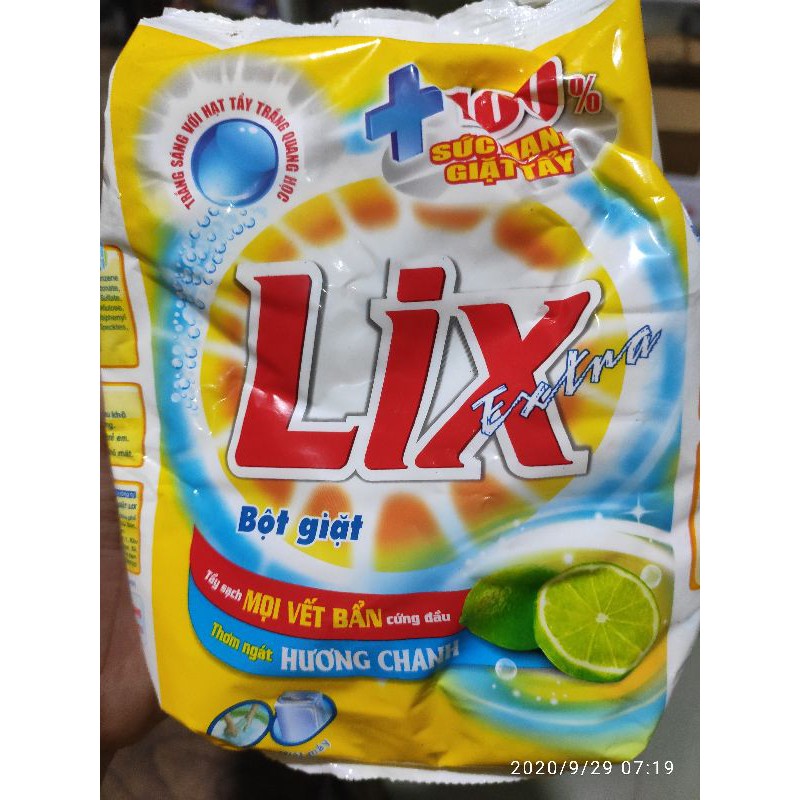 TRẮNG SÁNG VỚI HẠT TẨY TRẮNG QUANG HỌC
+100%
SỨC MẠNH
GIẶT TẨY
LiX
Extra
Bột giặt
Tẩy sạch MỌI VẾT BẨN cứng đầu
Thơm ngát HƯƠNG CHANH
2020/9/29 07:19